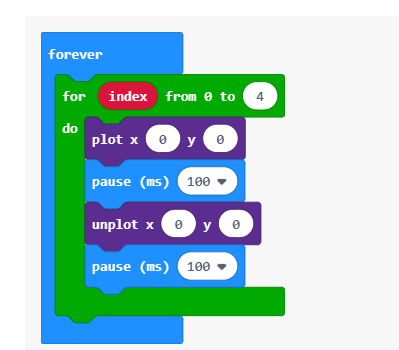 forever
for index from 0 to 4
do
plot x 0 y 0
pause (ms) 100
unplot x 0 y 0
pause (ms) 100